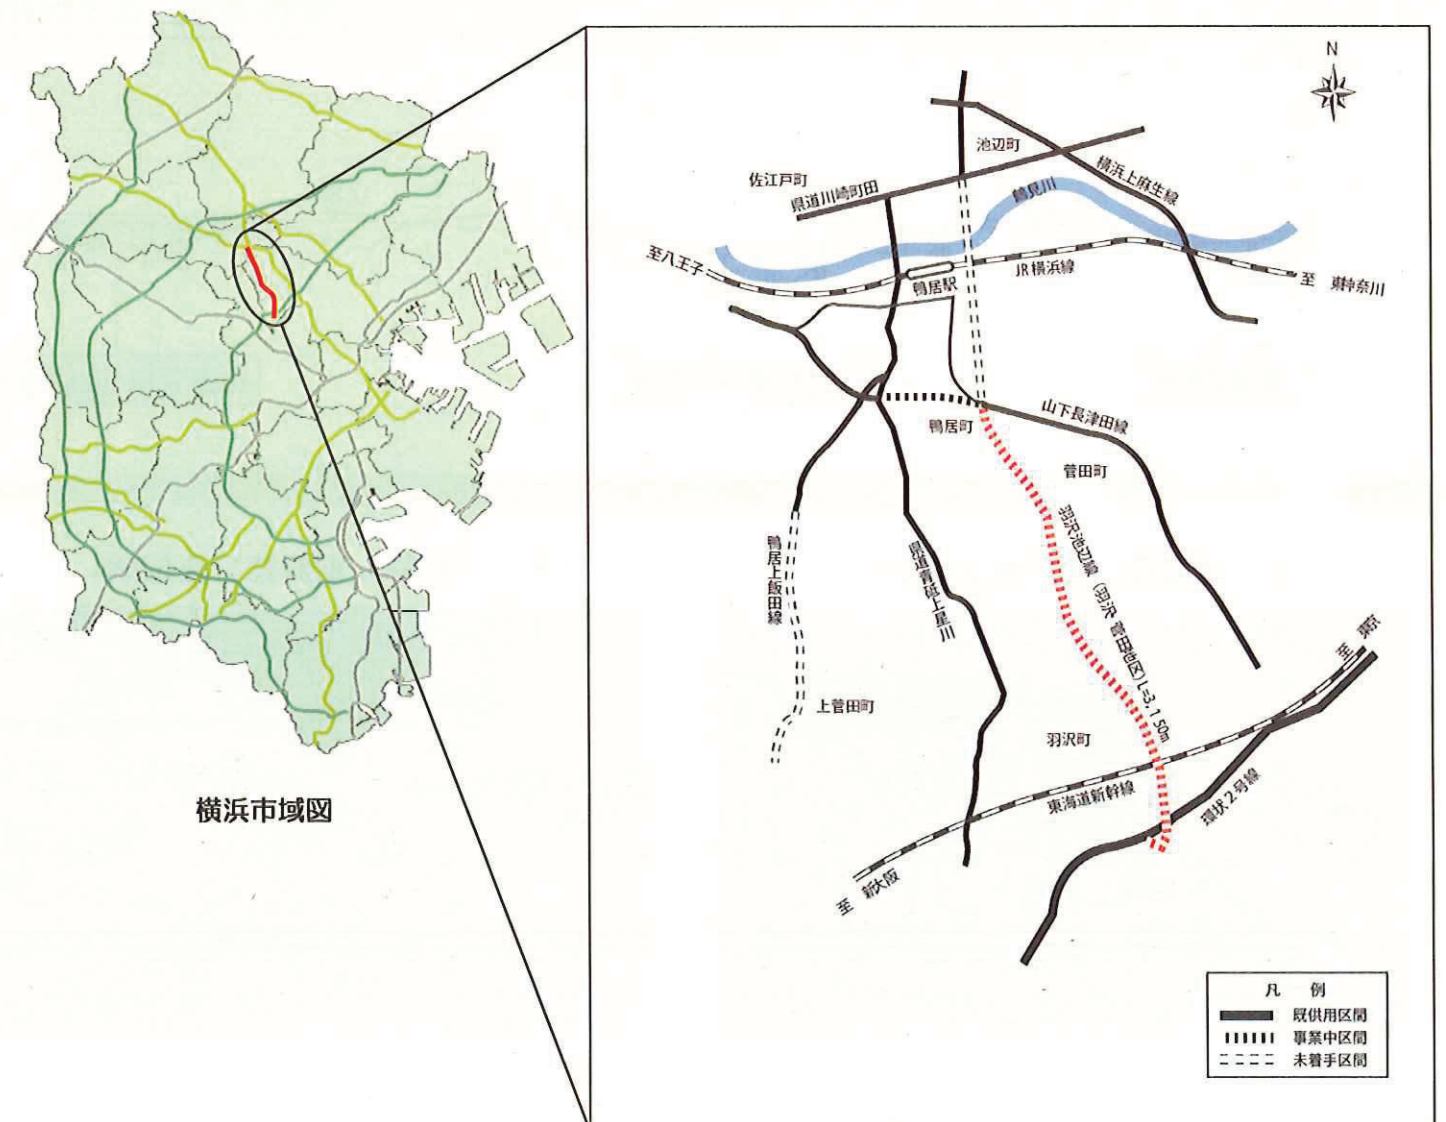 横浜市域図
N
池辺町
佐江戸町
県道川崎町田
横浜上麻生線
鶴見川
至八王子
JR横浜線
鴨居駅
至 東神奈川
山下長津田線
鴨居町
菅田町
鴨居上飯田線
県道青砥上星川
羽沢池辺線(羽沢 菅田地区)L=3,150m
上菅田町
羽沢町
至 東京
東海道新幹線
環状2号線
至 新大阪
凡 例
既供用区間
事業中区間
未着手区間